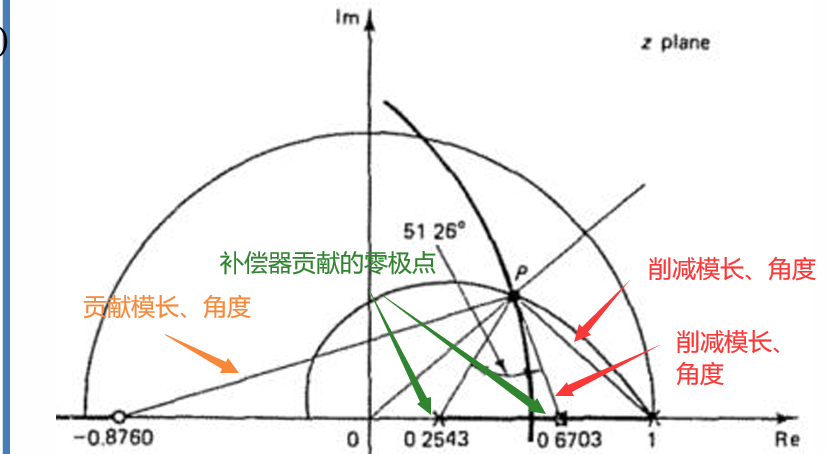 )
Im
z plane
51 26°
P
补偿器贡献的零极点
削减模长、角度
贡献模长、角度
削减模长、
角度
-0.8760
0
0 2543
0 6703
1
Re